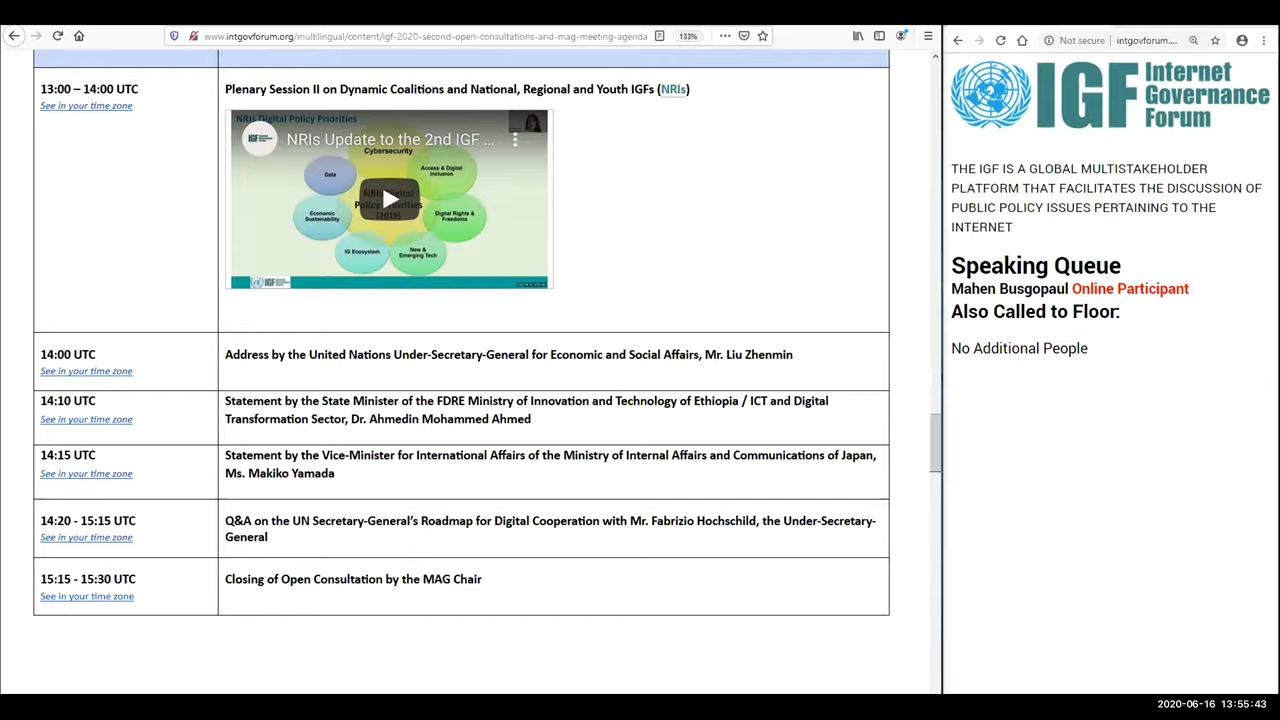 www.intgovforum.org/multilingual/content/igf-2020-second-open-consultations-and-mag-meeting-agenda
133%
Not secure
intgovforum....
13:00 – 14:00 UTC
See in your time zone
Plenary Session II on Dynamic Coalitions and National, Regional and Youth IGFs (NRIs)
NRIs Digital Policy Priorities
IGF
NRIs Update to the 2nd IGF ...
Cybersecurity
Data
Access & Digital
Inclusion
NRIs Digital
Policy Priorities
(2019)
Economic
Sustainability
Digital Rights &
Freedoms
IG Ecosystem
New &
Emerging Tech
IGF
14:00 UTC
See in your time zone
Address by the United Nations Under-Secretary-General for Economic and Social Affairs, Mr. Liu Zhenmin
14:10 UTC
See in your time zone
Statement by the State Minister of the FDRE Ministry of Innovation and Technology of Ethiopia / ICT and Digital
Transformation Sector, Dr. Ahmedin Mohammed Ahmed
14:15 UTC
See in your time zone
Statement by the Vice-Minister for International Affairs of the Ministry of Internal Affairs and Communications of Japan,
Ms. Makiko Yamada
14:20 - 15:15 UTC
See in your time zone
Q&A on the UN Secretary-General's Roadmap for Digital Cooperation with Mr. Fabrizio Hochschild, the Under-Secretary-
General
15:15 - 15:30 UTC
See in your time zone
Closing of Open Consultation by the MAG Chair
IGF
Internet
Governance
Forum
THE IGF IS A GLOBAL MULTISTAKEHOLDER
PLATFORM THAT FACILITATES THE DISCUSSION OF
PUBLIC POLICY ISSUES PERTAINING TO THE
INTERNET
Speaking Queue
Mahen Busgopaul Online Participant
Also Called to Floor:
No Additional People
2020-06-16 13:55:43